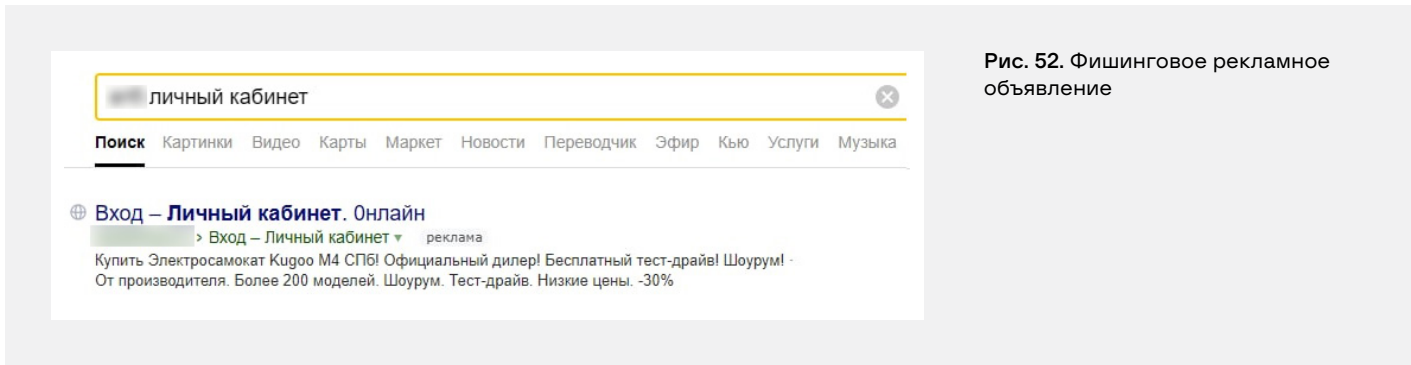 личный кабинет
Поиск Картинки Видео Карты Маркет Новости Переводчик Эфир Кью Услуги Музыка
Вход – Личный кабинет. 0нлайн
› Вход – Личный кабинет ▾ реклама
Купить Электросамокат Kugoo M4 СПб! Официальный дилер! Бесплатный тест-драйв! Шоурум! ·
От производителя. Более 200 моделей. Шоурум. Тест-драйв. Низкие цены. -30%
Рис. 52. Фишинговое рекламное
объявление